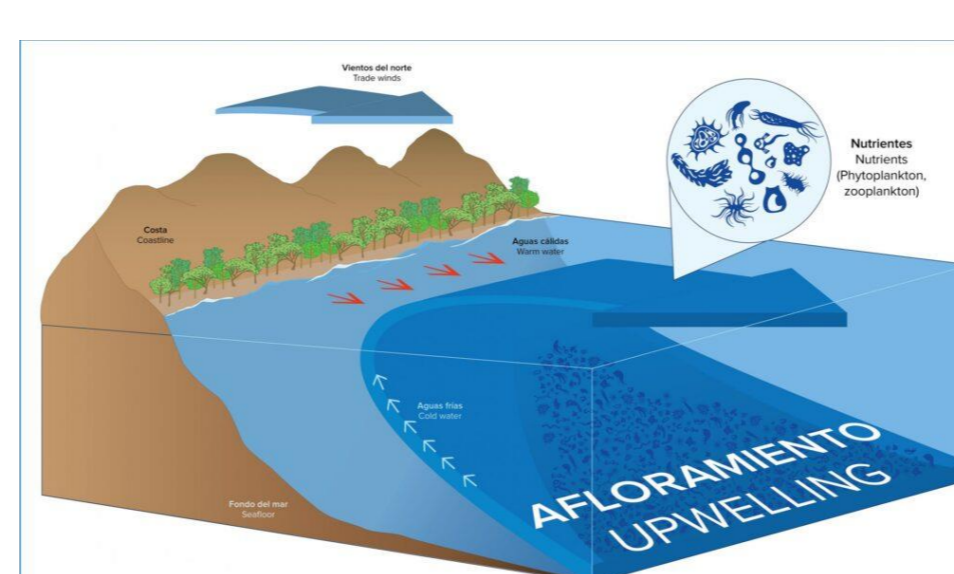 Vientos del norte
Trade winds
Nutrientes
Nutrients
(Phytoplankton,
zooplankton)
Costa
Coastline
Aguas cálidas
Warm water
Aguas frías
Cold water
Fondo del mar
Seafloor
AFLORAMIENTO
UPWELLING